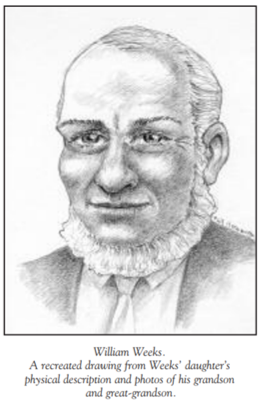 William Weeks.
A recreated drawing from Weeks' daughter's
physical description and photos of his grandson
and great-grandson.